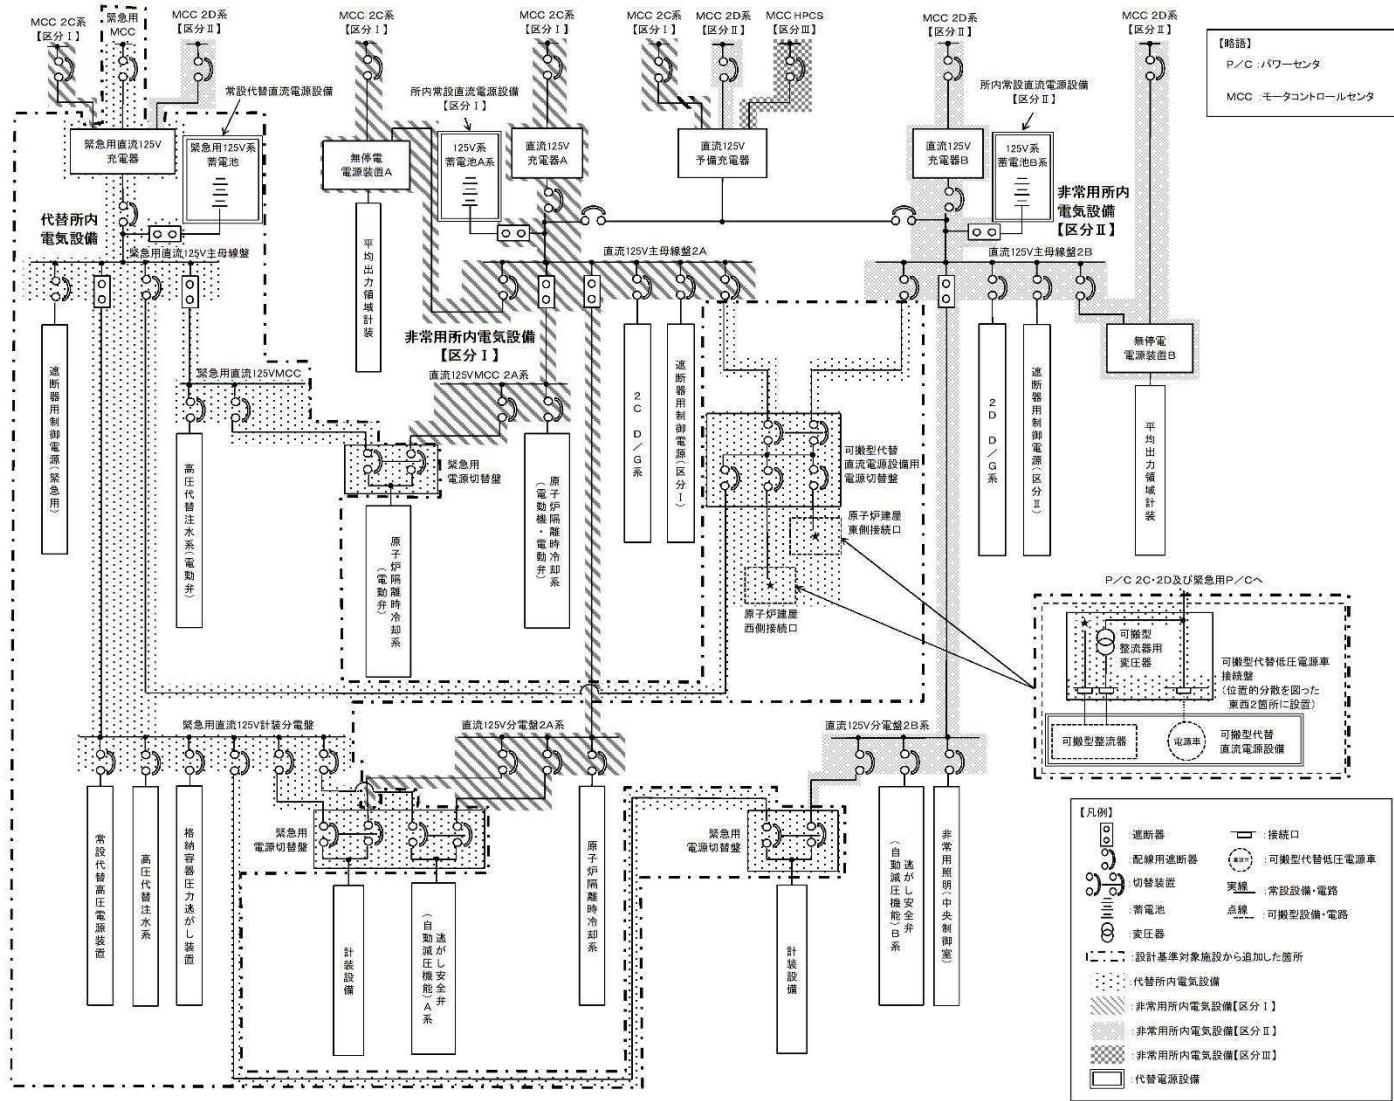 MCC 2C系
【区分Ⅰ】
緊急用
MCC
MCC 2D系
【区分Ⅱ】
MCC 2C系
【区分Ⅰ】
MCC 2C系
【区分Ⅰ】
MCC 2C系
【区分Ⅰ】
MCC 2D系
【区分Ⅱ】
MCC HPCS
【区分Ⅲ】
MCC 2D系
【区分Ⅱ】
MCC 2D系
【区分Ⅱ】
【略語】
P/C:パワーセンタ
MCC:モータコントロールセンタ
常設代替直流電源設備
所内常設直流電源設備
【区分Ⅰ】
所内常設直流電源設備
【区分Ⅱ】
緊急用直流125V
充電器
緊急用125V系
蓄電池
無停電
電源装置A
125V系
蓄電池A系
直流125V
充電器A
直流125V
予備充電器
直流125V
充電器B
125V系
蓄電池B系
代替所内
電気設備
非常用所内
電気設備
【区分Ⅱ】
緊急用直流125V主母線盤
直流125V主母線盤2A
直流125V主母線盤2B
平均出力領域計装
非常用所内電気設備
【区分Ⅰ】
無停電
電源装置B
遮断器用制御電源(緊急用)
緊急用直流125VMCC
直流125VMCC 2A系
高圧代替注水系(電動弁)
緊急用
電源切替盤
原子炉隔離時冷却系
(電動弁)
原子炉隔離時冷却系
(電動機・電動弁)
2C D/G系
遮断器用制御電源(区分Ⅰ)
可搬型代替
直流電源設備用
電源切替盤
2D D/G系
遮断器用制御電源(区分Ⅱ)
平均出力領域計装
原子炉建屋
東側接続口
原子炉建屋
西側接続口
P/C 2C・2D及び緊急用P/Cへ
可搬型
整流器用
変圧器
可搬型代替低圧電源車
接続盤
(位置的分散を図った
東西2箇所に設置)
可搬型整流器
電源車
可搬型代替
直流電源設備
緊急用直流125V計装分電盤
直流125V分電盤2A系
直流125V分電盤2B系
緊急用
電源切替盤
緊急用
電源切替盤
常設代替高圧電源装置
高圧代替注水系
格納容器圧力逃がし装置
計装設備
逃がし安全弁
(自動減圧機能)A系
原子炉隔離時冷却系
計装設備
逃がし安全弁
(自動減圧機能)B系
非常用照明(中央制御室)
【凡例】
:遮断器
:配線用遮断器
:切替装置
:蓄電池
:変圧器
:接続口
電源車
:可搬型代替低圧電源車
実線
:常設設備・電路
点線
:可搬型設備・電路
:設計基準対象施設から追加した箇所
:代替所内電気設備
:非常用所内電気設備【区分Ⅰ】
:非常用所内電気設備【区分Ⅱ】
:非常用所内電気設備【区分Ⅲ】
:代替電源設備